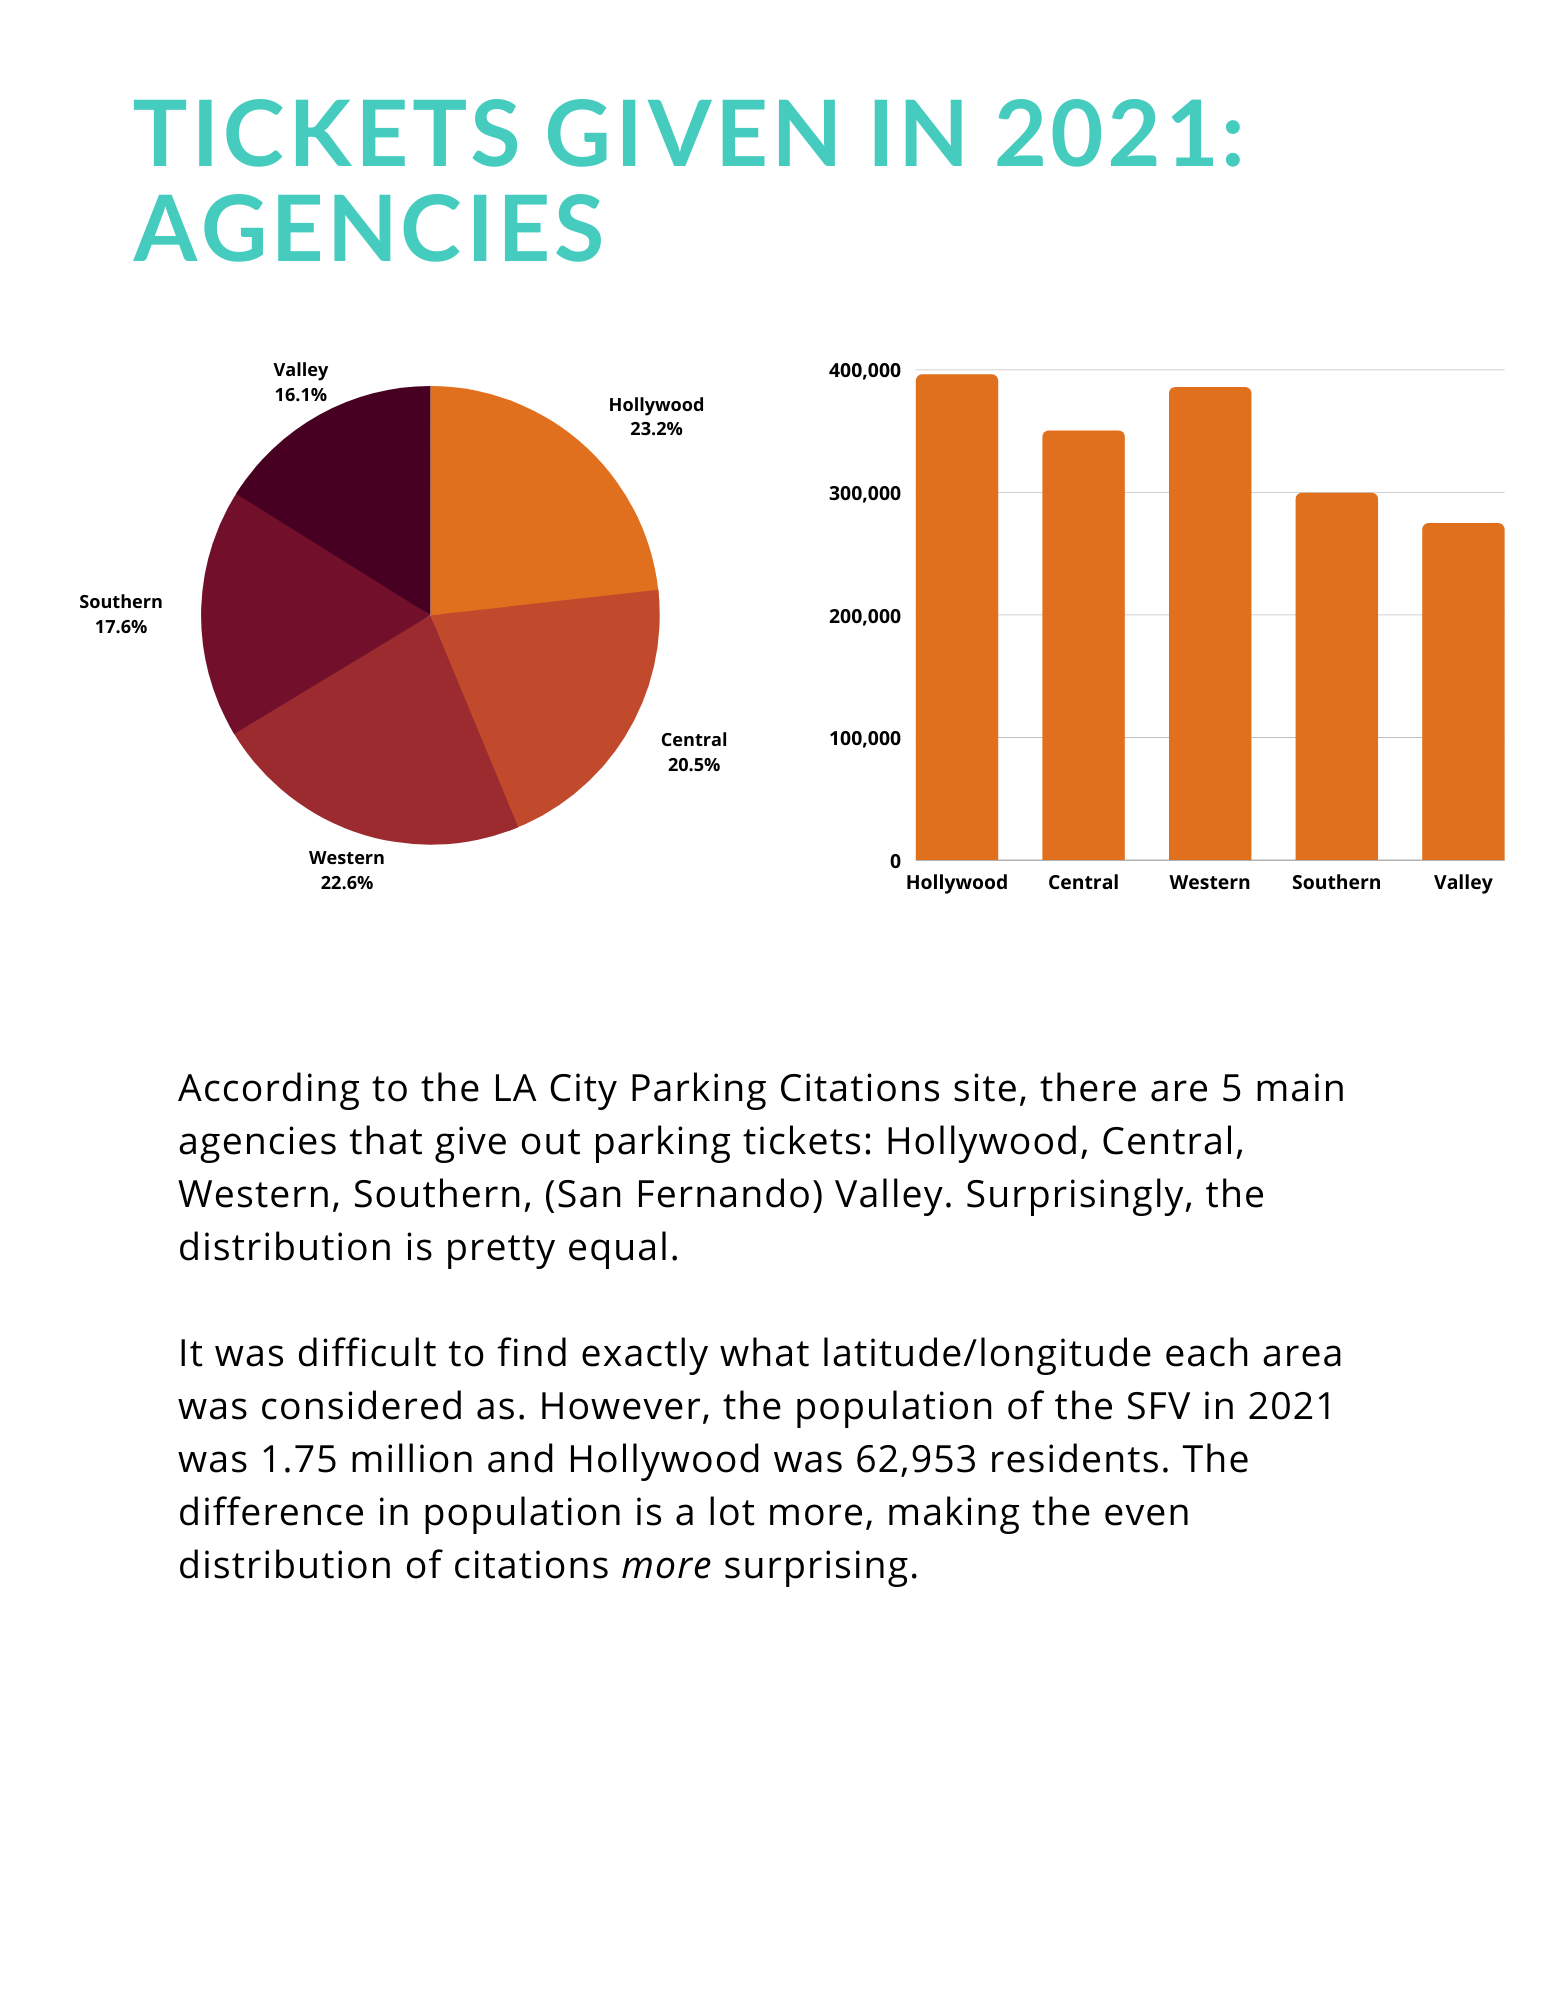 TICKETS GIVEN IN 2021:
AGENCIES
Valley
16.1%
Hollywood
23.2%
Southern
17.6%
Central
20.5%
Western
22.6%
400,000
300,000
200,000
100,000
0
Hollywood
Central
Western
Southern
Valley
According to the LA City Parking Citations site, there are 5 main
agencies that give out parking tickets: Hollywood, Central,
Western, Southern, (San Fernando) Valley. Surprisingly, the
distribution is pretty equal.
It was difficult to find exactly what latitude/longitude each area
was considered as. However, the population of the SFV in 2021
was 1.75 million and Hollywood was 62,953 residents. The
difference in population is a lot more, making the even
distribution of citations more surprising.